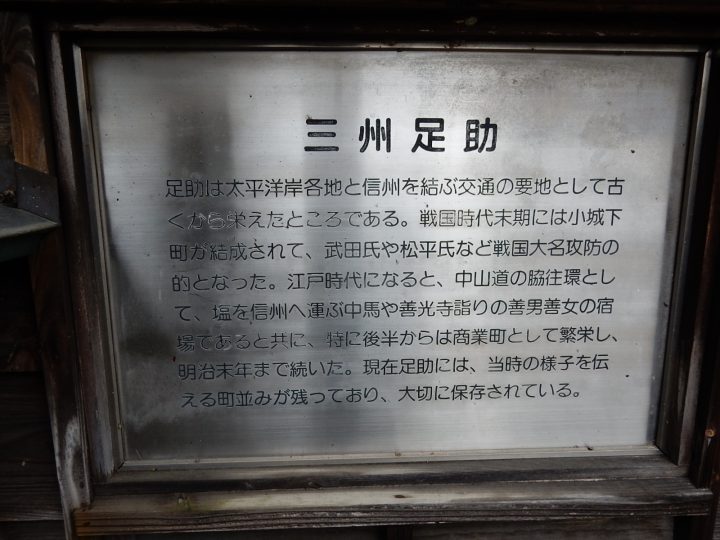 三州足助
足助は太平洋岸各地と信州を結ぶ交通の要地として古
くから栄えたところである。戦国時代末期には小城下
町が結成されて、武田氏や松平氏など戦国大名攻防の
的となった。江戸時代になると、中山道の脇往環とし
て、塩を信州へ運ぶ中馬や善光寺詣りの善男善女の宿
場であると共に、特に後半からは商業町として繁栄し、
明治末年まで続いた。現在足助には、当時の様子を伝
える町並みが残っており、大切に保存されている。